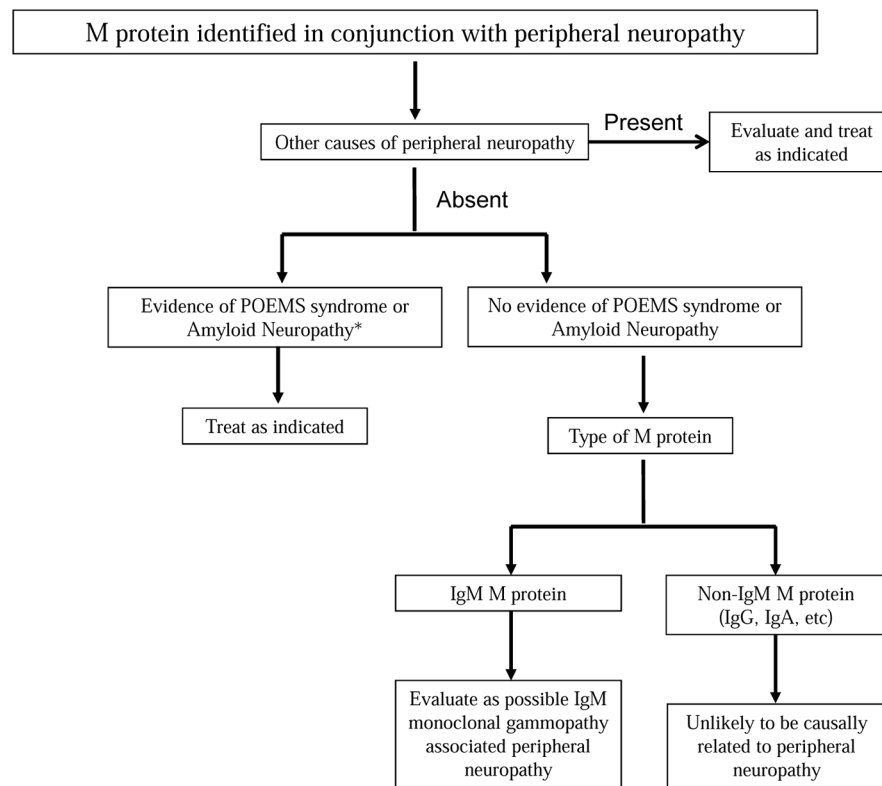 M protein identified in conjunction with peripheral neuropathy
Other causes of peripheral neuropathy
Present
Evaluate and treat
as indicated
Absent
Evidence of POEMS syndrome or
Amyloid Neuropathy*
No evidence of POEMS syndrome or
Amyloid Neuropathy
Treat as indicated
Type of M protein
IgM M protein
Non-IgM M protein
(IgG, IgA, etc)
Evaluate as possible IgM
monoclonal gammopathy
associated peripheral
neuropathy
Unlikely to be causally
related to peripheral
neuropathy